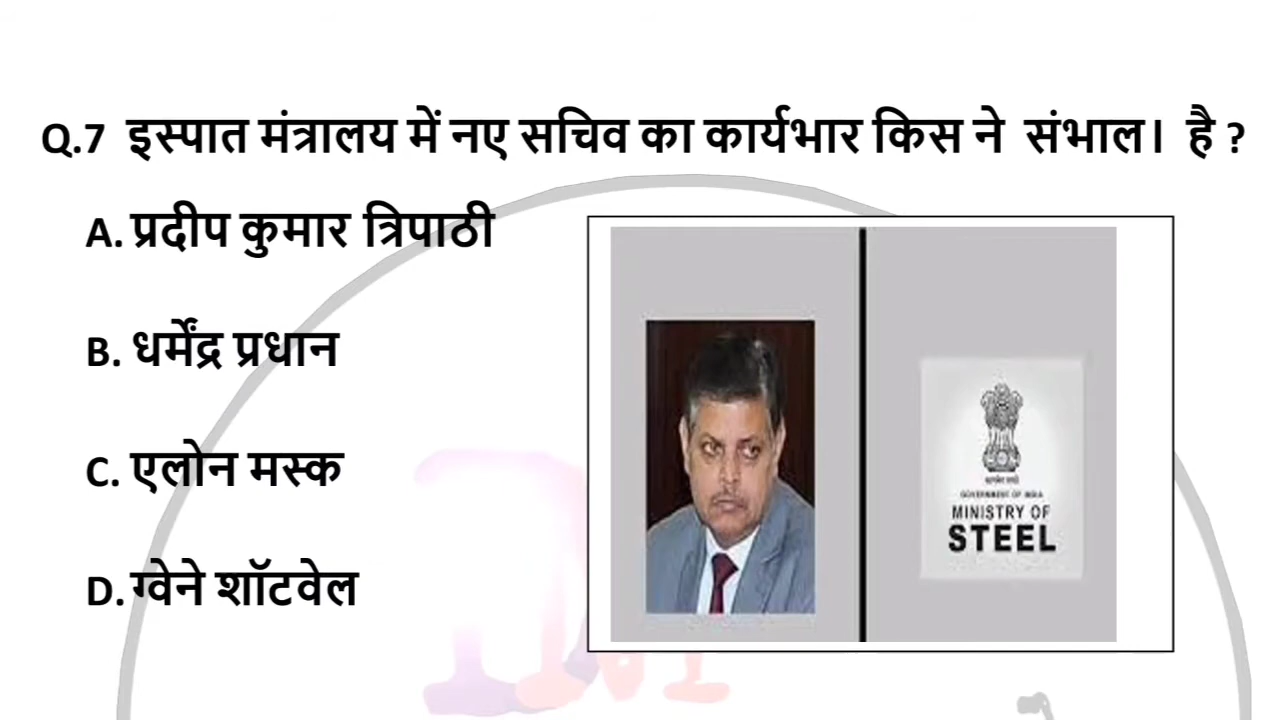 Q.7 इस्पात मंत्रालय में नए सचिव का कार्यभार किस ने संभाल। है ?
A. प्रदीप कुमार त्रिपाठी
B. धर्मेंद्र प्रधान
C. एलोन मस्क
D. ग्वेने शॉटवेल
GOVERNMENT OF INDIA
MINISTRY OF
STEEL